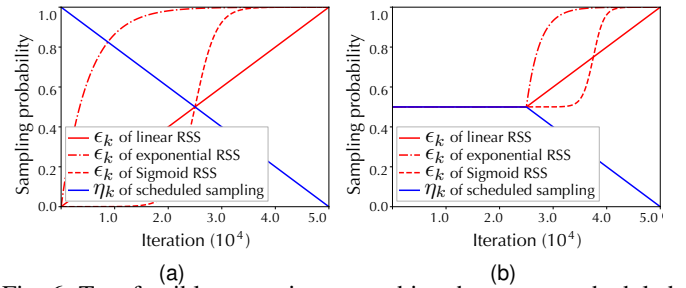 Sampling probability
1.0
0.8
0.6
0.4
0.2
0.0
ϵk of linear RSS
ϵk of exponential RSS
ϵk of Sigmoid RSS
ηk of scheduled sampling
1.0 2.0 3.0 4.0 5.0
Iteration (10^4)
(a)
Sampling probability
1.0
0.8
0.6
0.4
0.2
0.0
ϵk of linear RSS
ϵk of exponential RSS
ϵk of Sigmoid RSS
ηk of scheduled sampling
1.0 2.0 3.0 4.0 5.0
Iteration (10^4)
(b)